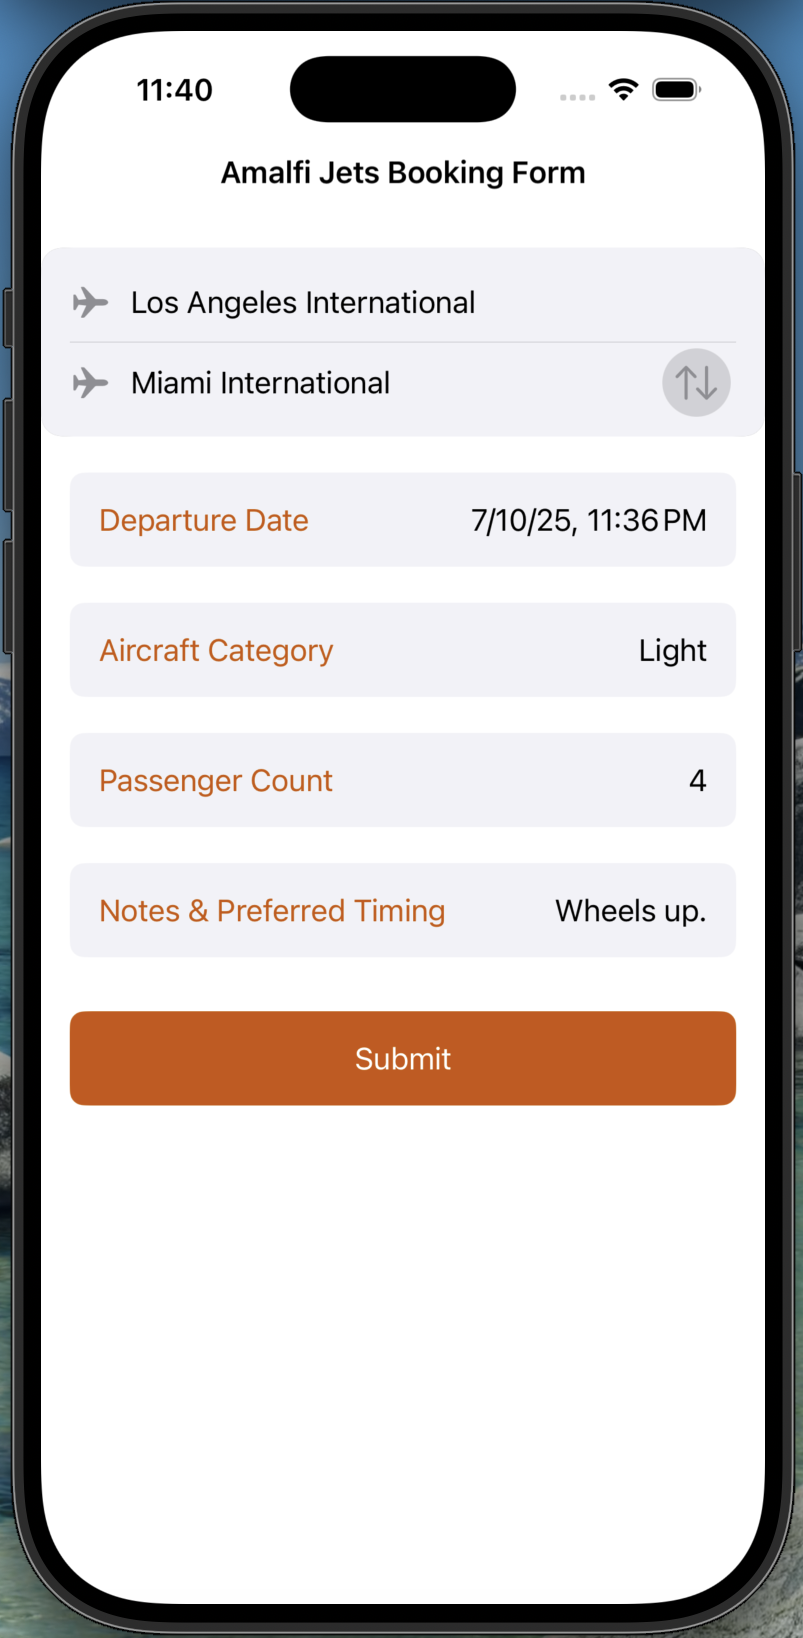 11:40
Amalfi Jets Booking Form
Los Angeles International
Miami International
Departure Date 7/10/25, 11:36 PM
Aircraft Category Light
Passenger Count 4
Notes & Preferred Timing Wheels up.
Submit